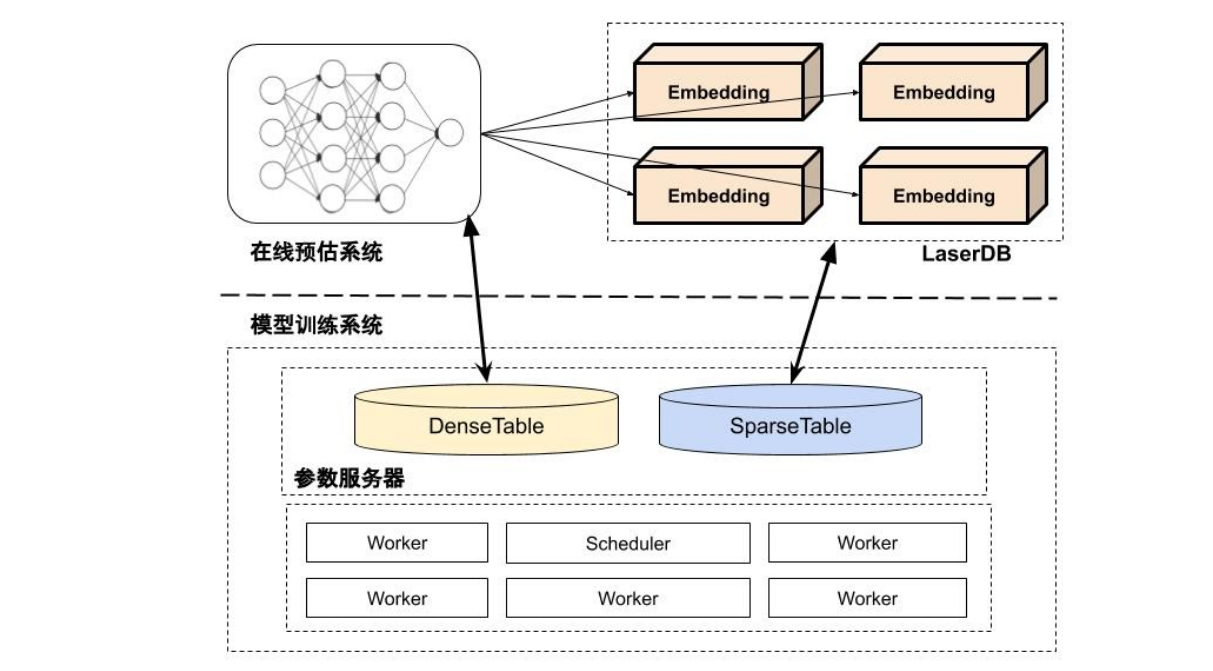 Embedding
Embedding
Embedding
Embedding
在线预估系统
LaserDB
模型训练系统
DenseTable
SparseTable
参数服务器
Worker
Scheduler
Worker
Worker
Worker
Worker